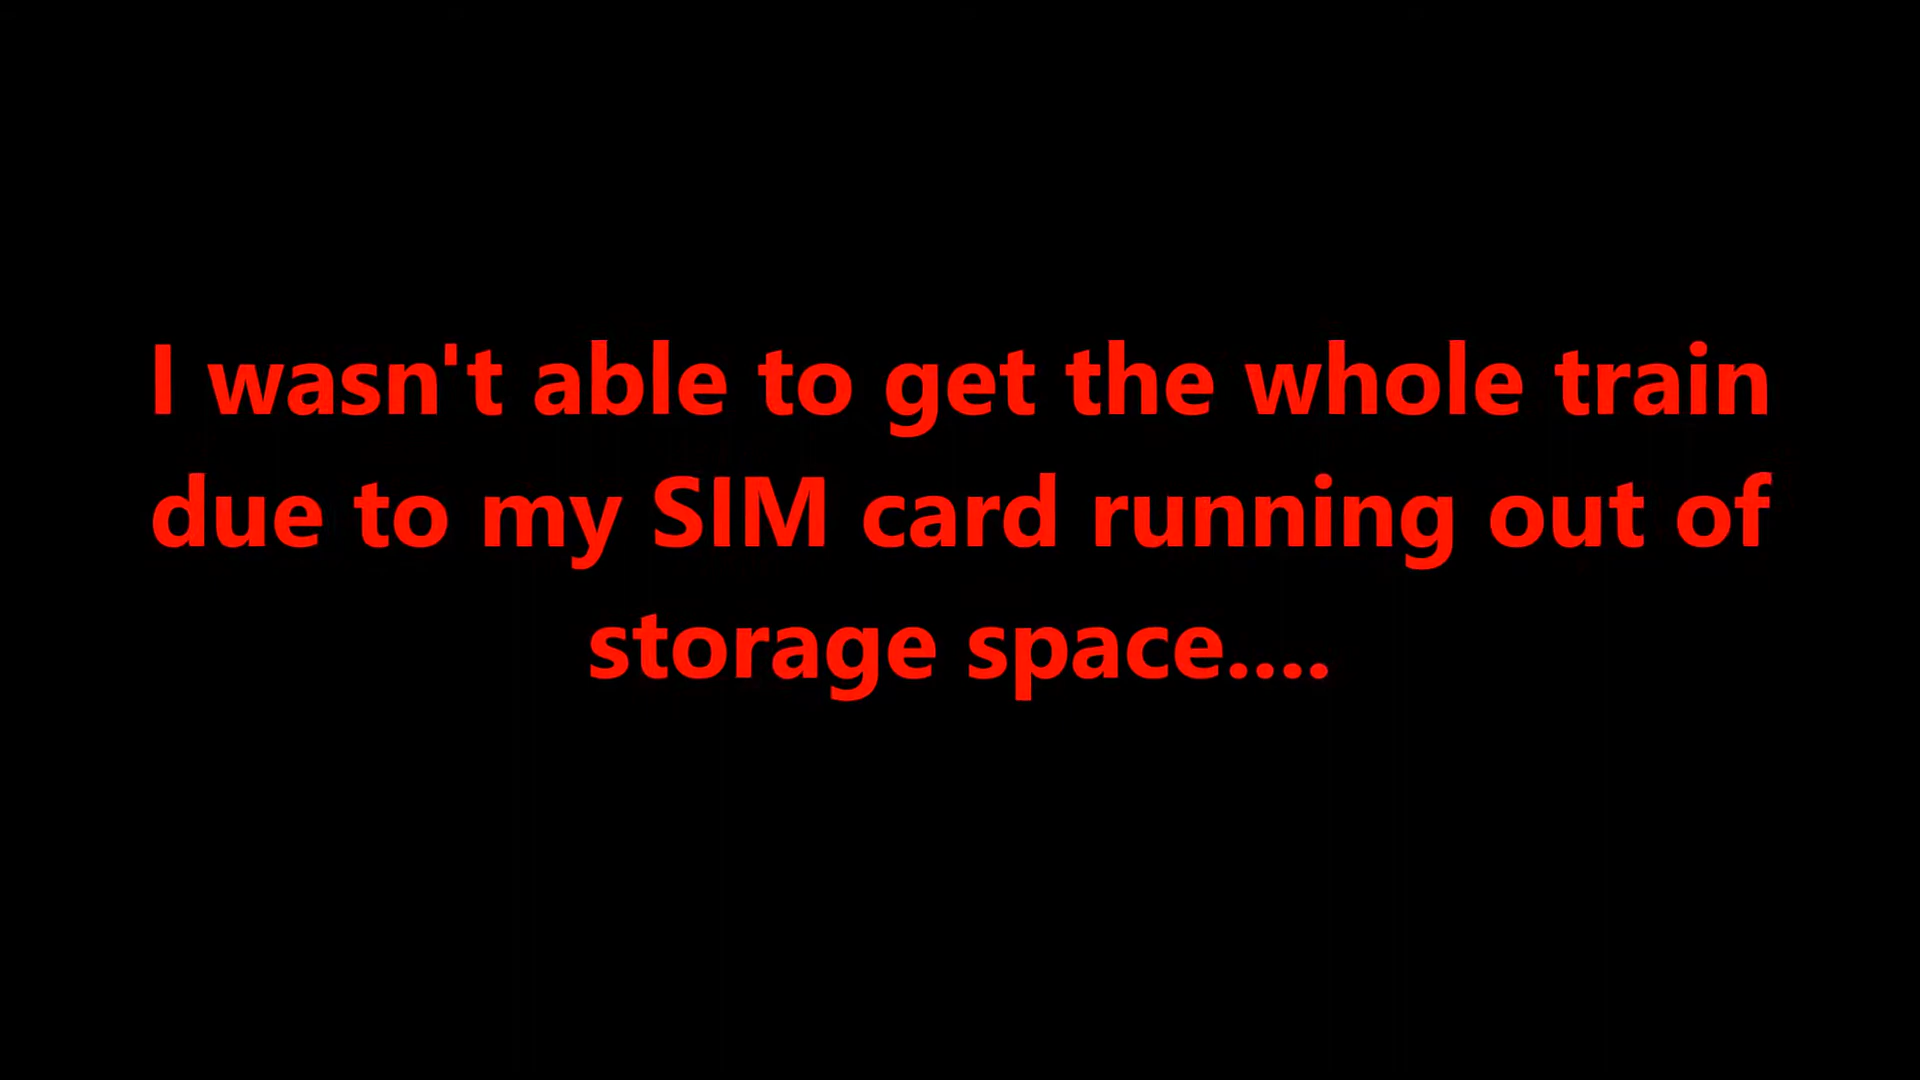 I wasn't able to get the whole train
due to my SIM card running out of
storage space....